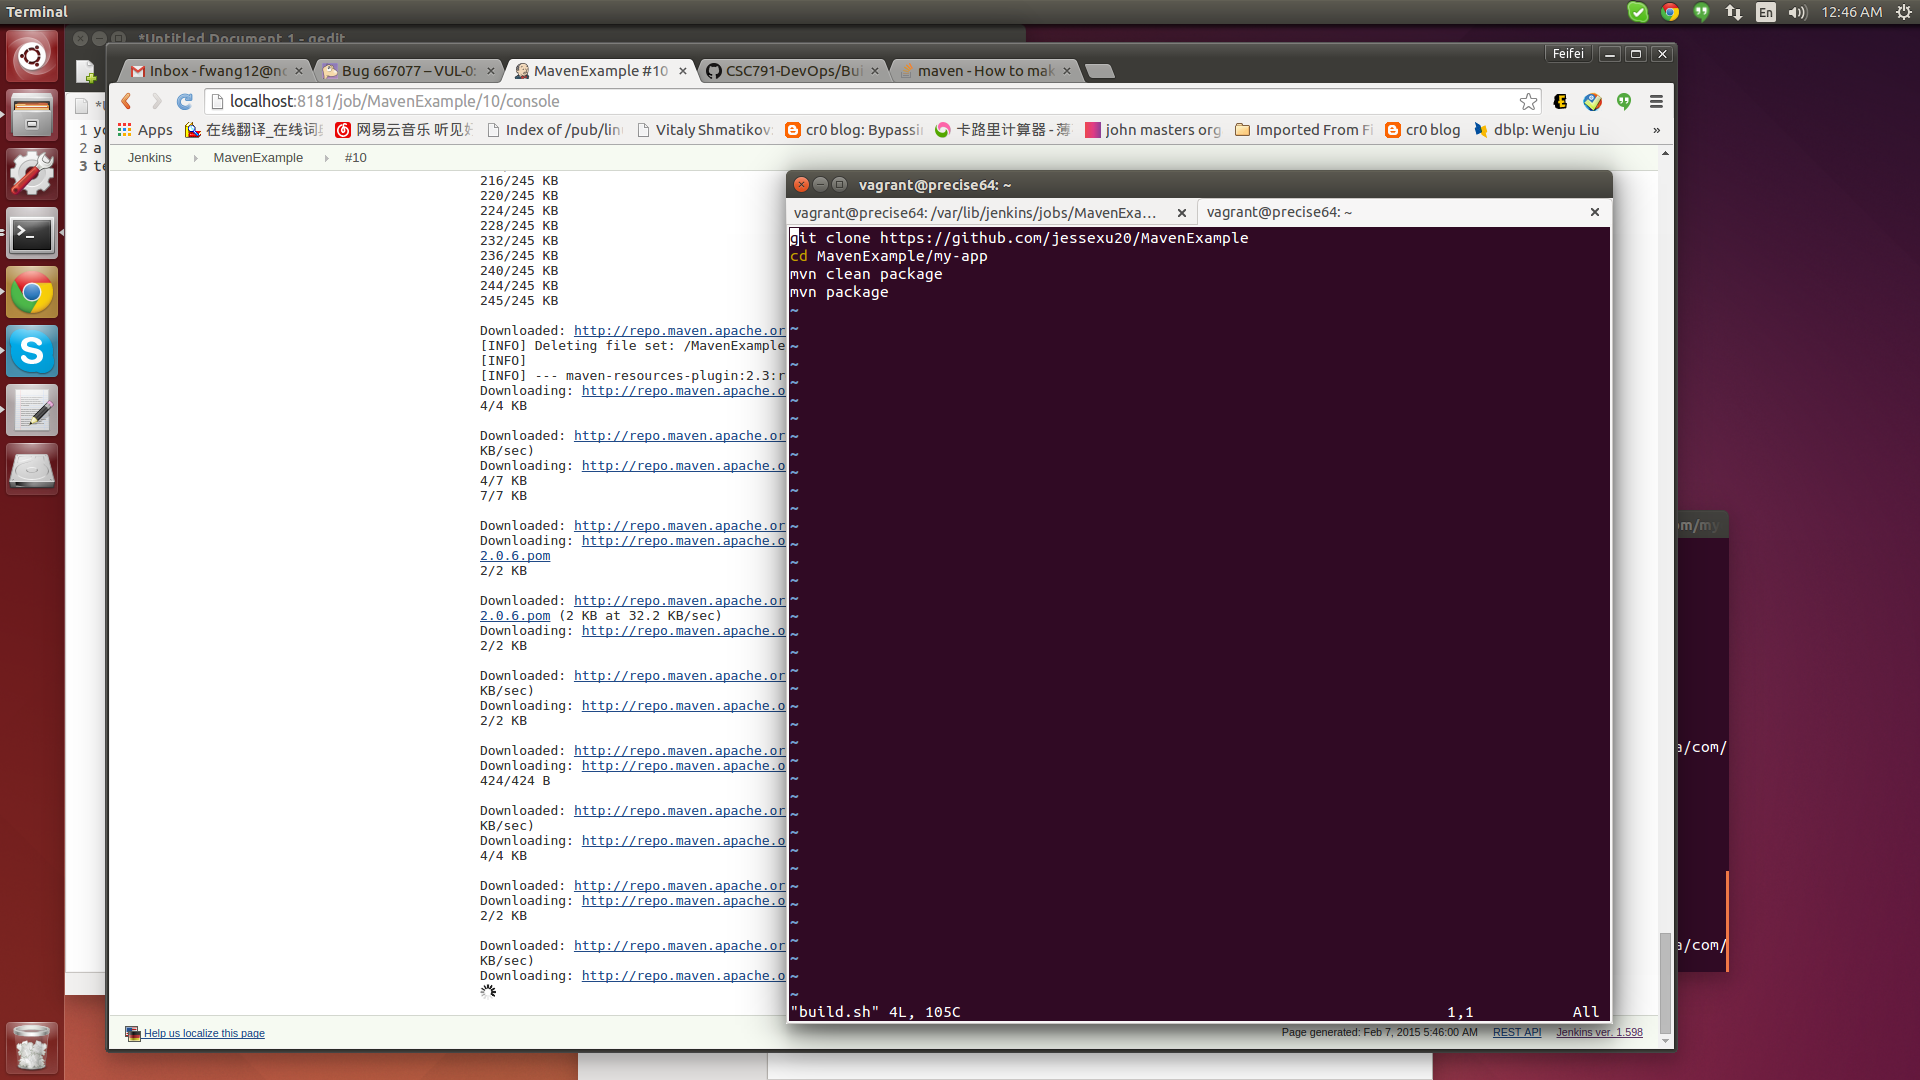 Terminal
En
12:46 AM
*Untitled Document 1 - gedit
Feifei
Inbox - fwang12@nc
Bug 667077 – VUL-0:
MavenExample #10
CSC791-DevOps/Bui
maven - How to mak
localhost:8181/job/MavenExample/10/console
Apps
在线翻译_在线词
网易云音乐 听见好
Index of /pub/lin
Vitaly Shmatikov
cr0 blog: Bypassi
卡路里计算器 - 薄
john masters org
Imported From Fi
cr0 blog
dblp: Wenju Liu
»
Jenkins
MavenExample
#10
1 yo
2 a
3 te
216/245 KB
220/245 KB
224/245 KB
228/245 KB
232/245 KB
236/245 KB
240/245 KB
244/245 KB
245/245 KB
Downloaded: http://repo.maven.apache.or
[INFO] Deleting file set: /MavenExample
[INFO]
[INFO] --- maven-resources-plugin:2.3:r
Downloading: http://repo.maven.apache.o
4/4 KB
Downloaded: http://repo.maven.apache.or
KB/sec)
Downloading: http://repo.maven.apache.o
4/7 KB
7/7 KB
Downloaded: http://repo.maven.apache.or
Downloading: http://repo.maven.apache.o
2.0.6.pom
2/2 KB
Downloaded: http://repo.maven.apache.or
2.0.6.pom (2 KB at 32.2 KB/sec)
Downloading: http://repo.maven.apache.o
2/2 KB
Downloaded: http://repo.maven.apache.or
KB/sec)
Downloading: http://repo.maven.apache.o
2/2 KB
Downloaded: http://repo.maven.apache.or
Downloading: http://repo.maven.apache.o
424/424 B
Downloaded: http://repo.maven.apache.or
KB/sec)
Downloading: http://repo.maven.apache.o
4/4 KB
Downloaded: http://repo.maven.apache.or
Downloading: http://repo.maven.apache.o
2/2 KB
Downloaded: http://repo.maven.apache.or
KB/sec)
Downloading: http://repo.maven.apache.o
vagrant@precise64: ~
vagrant@precise64: /var/lib/jenkins/jobs/MavenExa...
vagrant@precise64: ~
git clone https://github.com/jessexu20/MavenExample
cd MavenExample/my-app
mvn clean package
mvn package
"build.sh" 4L, 105C
1,1
All
om/my
a/com/
a/com/
Help us localize this page
Page generated: Feb 7, 2015 5:46:00 AM
REST API
Jenkins ver. 1.598